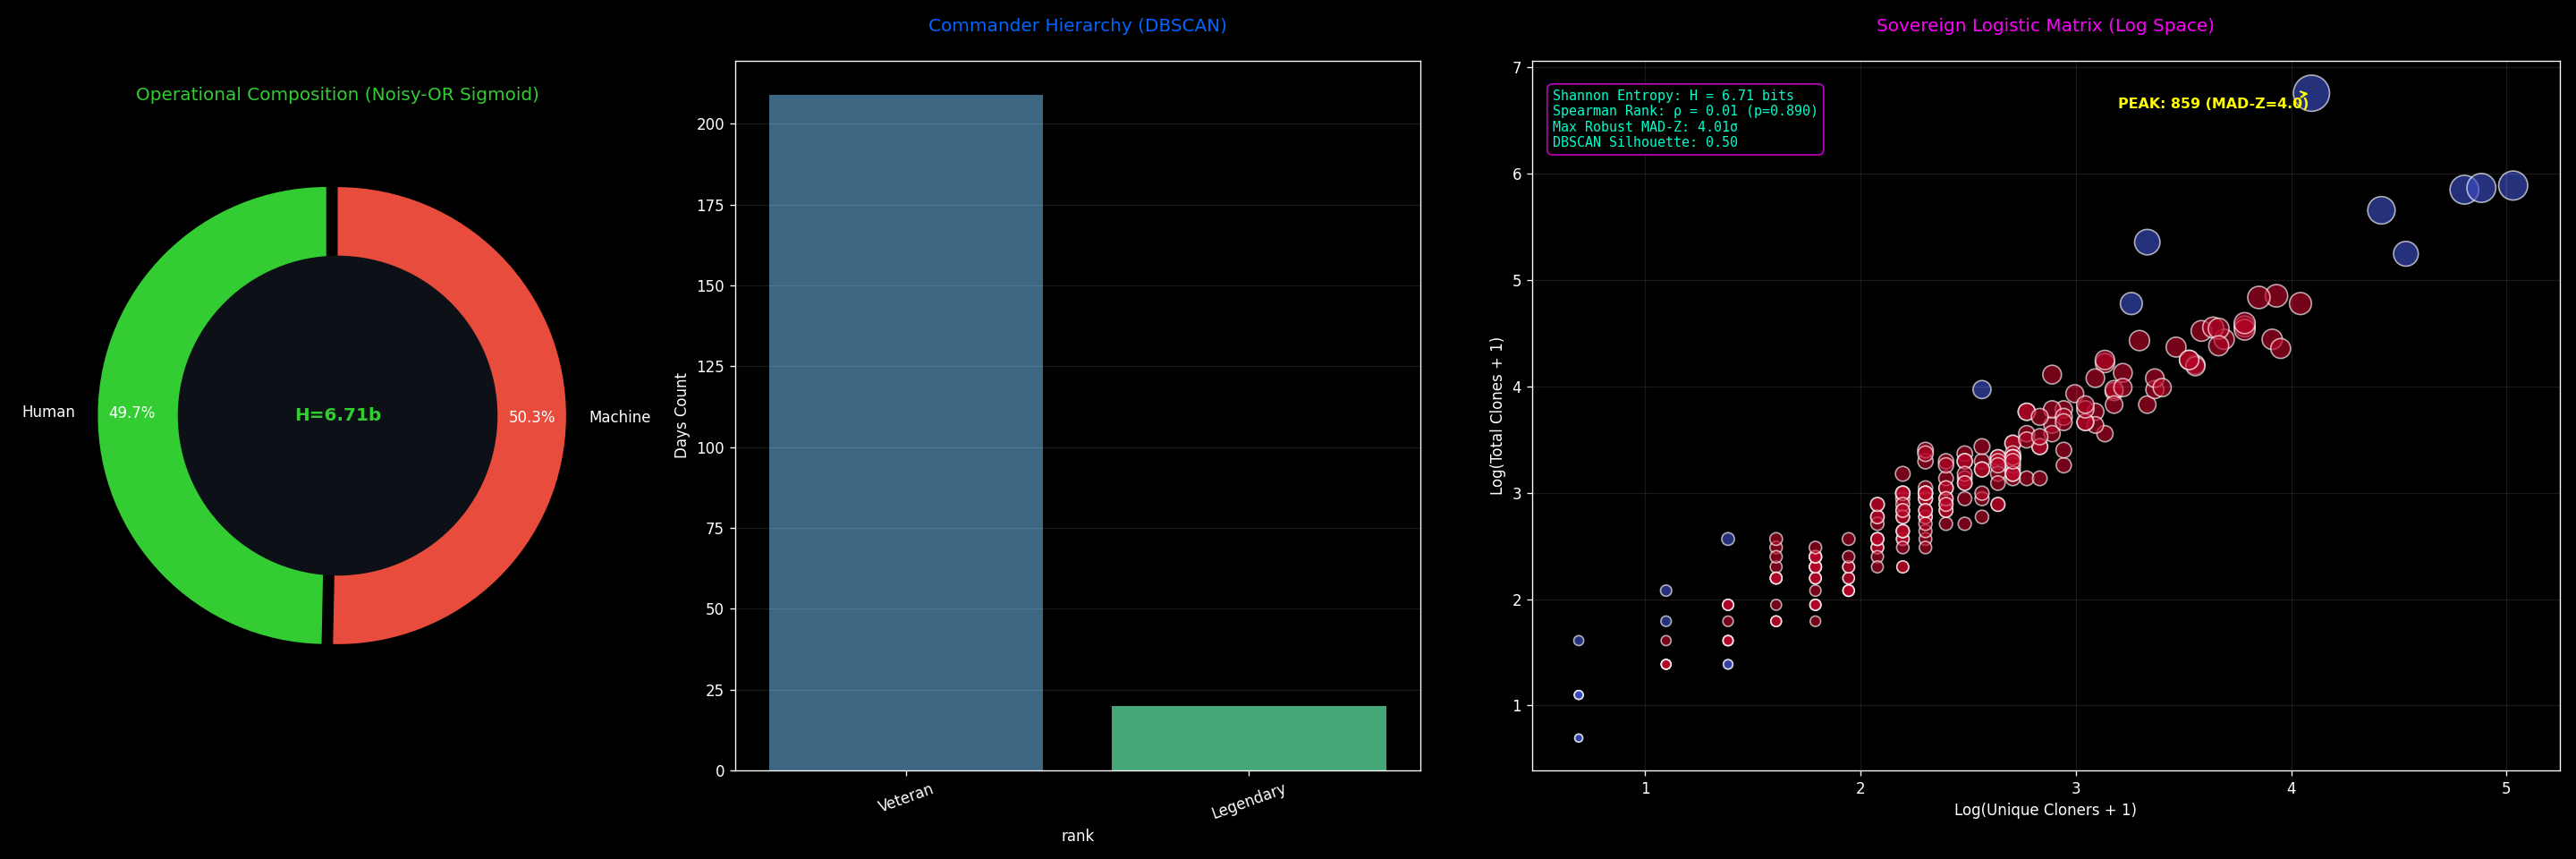 Operational Composition (Noisy-OR Sigmoid)
Human
49.7%
H=6.71b
50.3%
Machine
Commander Hierarchy (DBSCAN)
Days Count
200
175
150
125
100
75
50
25
0
Veteran
Legendary
rank
Sovereign Logistic Matrix (Log Space)
Shannon Entropy: H = 6.71 bits
Spearman Rank: ρ = 0.01 (p=0.890)
Max Robust MAD-Z: 4.01σ
DBSCAN Silhouette: 0.50
PEAK: 859 (MAD-Z=4.0)
Log(Total Clones + 1)
7
6
5
4
3
2
1
1
2
3
4
5
Log(Unique Cloners + 1)